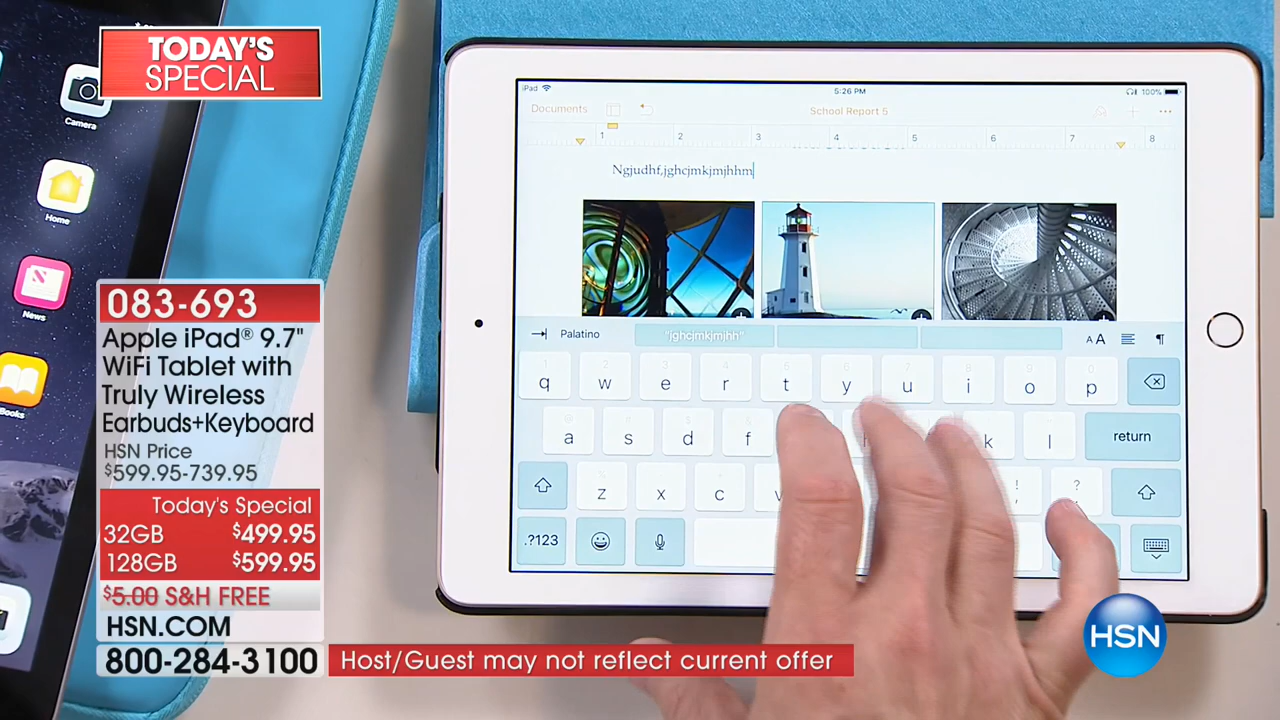 TODAY'S
SPECIAL
Camera
Home
News
Books
083-693
Apple iPad® 9.7"
WiFi Tablet with
Truly Wireless
Earbuds+Keyboard
HSN Price
$599.95-739.95
Today's Special
32GB $499.95
128GB $599.95
$5.00 S&H FREE
HSN.COM
800-284-3100
Host/Guest may not reflect current offer
HSN
iPad 5:26 PM 100%
Documents School Report 5
1 2 3 4 5 6 7 8
Ngjudhf,jghcjmkjmjhhm
Palatino "jghcjmkjmjhh" AA
q w e r t y u i o p
a s d f k l return
z x c v ! ?
.?123